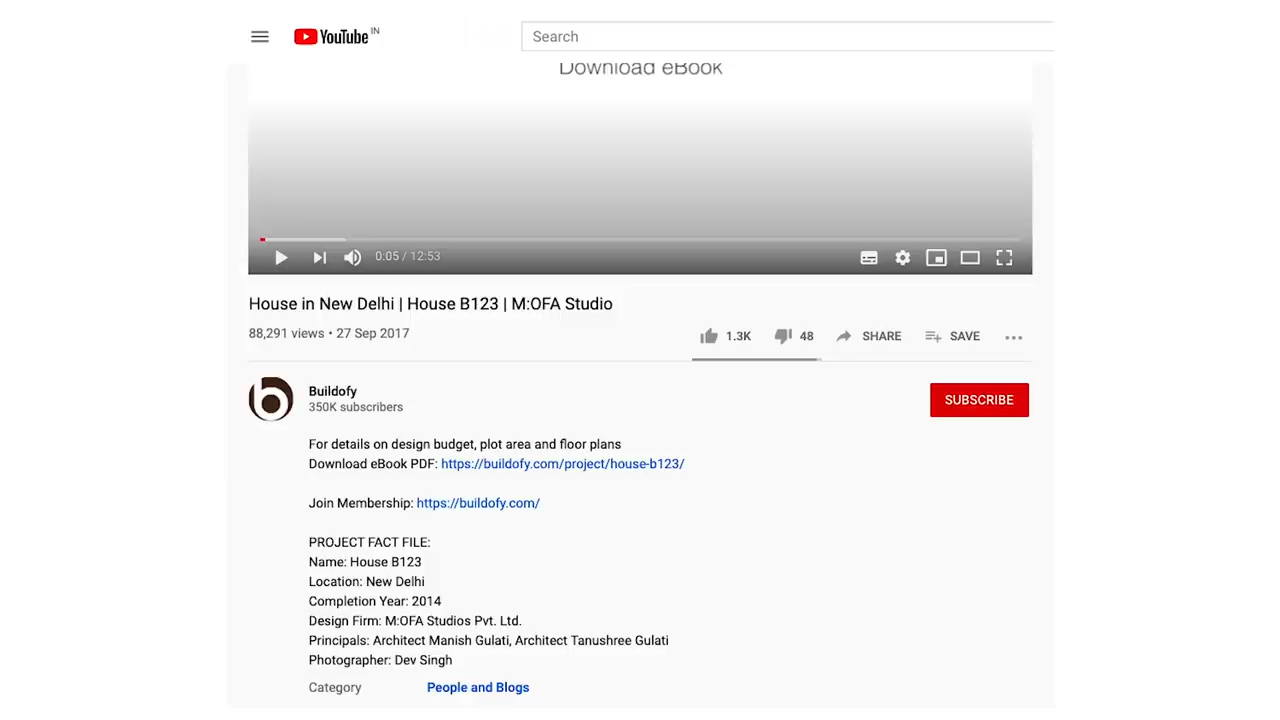 YouTube IN
Search
Download eBook
0:05 / 12:53
House in New Delhi | House B123 | M:OFA Studio
88,291 views • 27 Sep 2017
1.3K
48
SHARE
SAVE
Buildofy
350K subscribers
SUBSCRIBE
For details on design budget, plot area and floor plans
Download eBook PDF: https://buildofy.com/project/house-b123/
Join Membership: https://buildofy.com/
PROJECT FACT FILE:
Name: House B123
Location: New Delhi
Completion Year: 2014
Design Firm: M:OFA Studios Pvt. Ltd.
Principals: Architect Manish Gulati, Architect Tanushree Gulati
Photographer: Dev Singh
Category People and Blogs